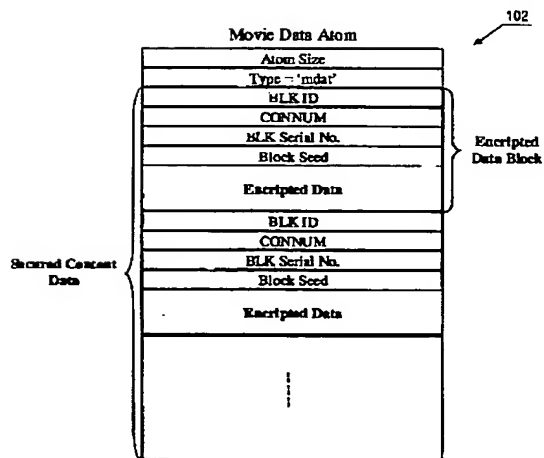 102
Movie Data Atom
Atom Size
Type = 'mdat'
BLK ID
CONNUM
BLK Serial No.
Block Seed
Encripted Data
Encripted
Data Block
BLK ID
CONNUM
BLK Serial No.
Block Seed
Encripted Data
Secured Content
Data